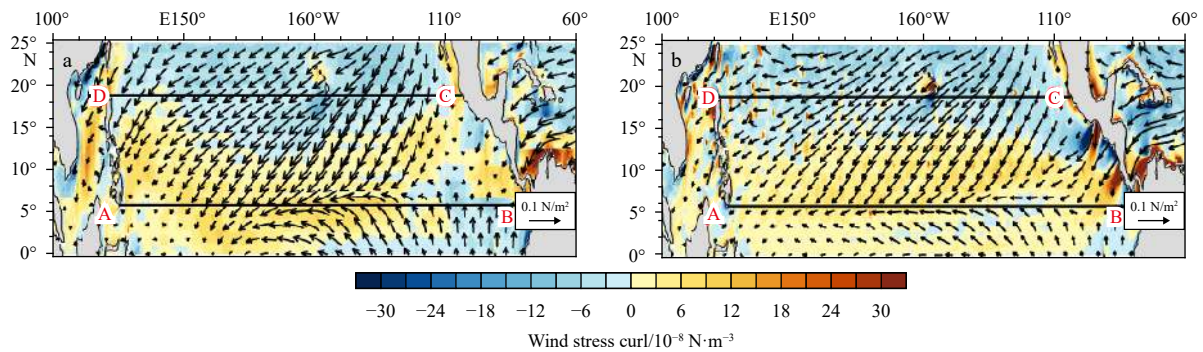 100° E150° 160°W 110° 60° 100° E150° 160°W 110° 60°
25°
N
20°
15°
10°
5°
0°
a
D
C
A
B
0.1 N/m²
25°
N
20°
15°
10°
5°
0°
b
D
C
A
B
0.1 N/m²
−30 −24 −18 −12 −6 0 6 12 18 24 30
Wind stress curl/10⁻⁸ N·m⁻³